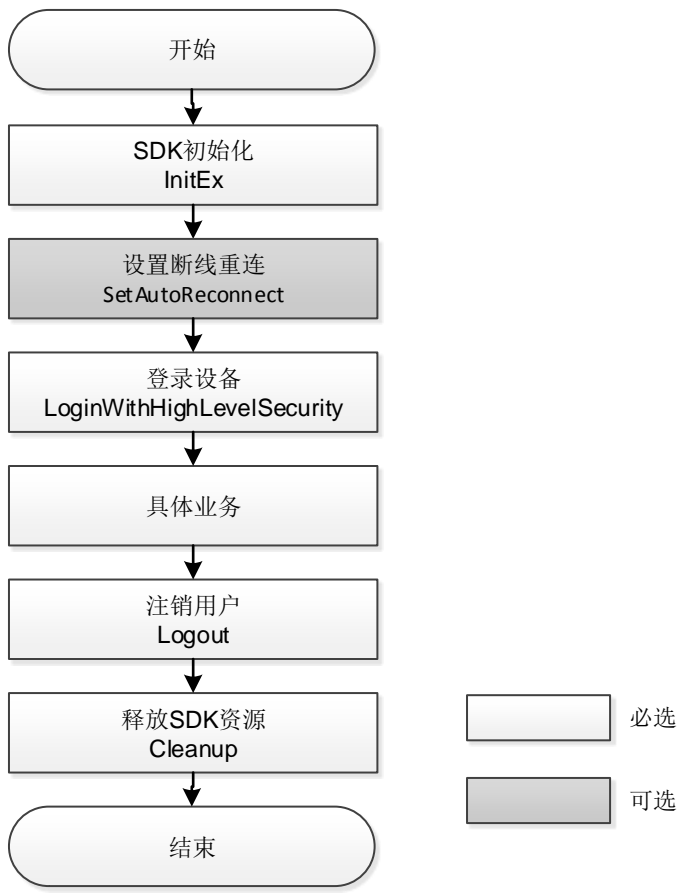 开始
SDK初始化
InitEx
设置断线重连
SetAutoReconnect
登录设备
LoginWithHighLevelSecurity
具体业务
注销用户
Logout
释放SDK资源
Cleanup
结束
必选
可选